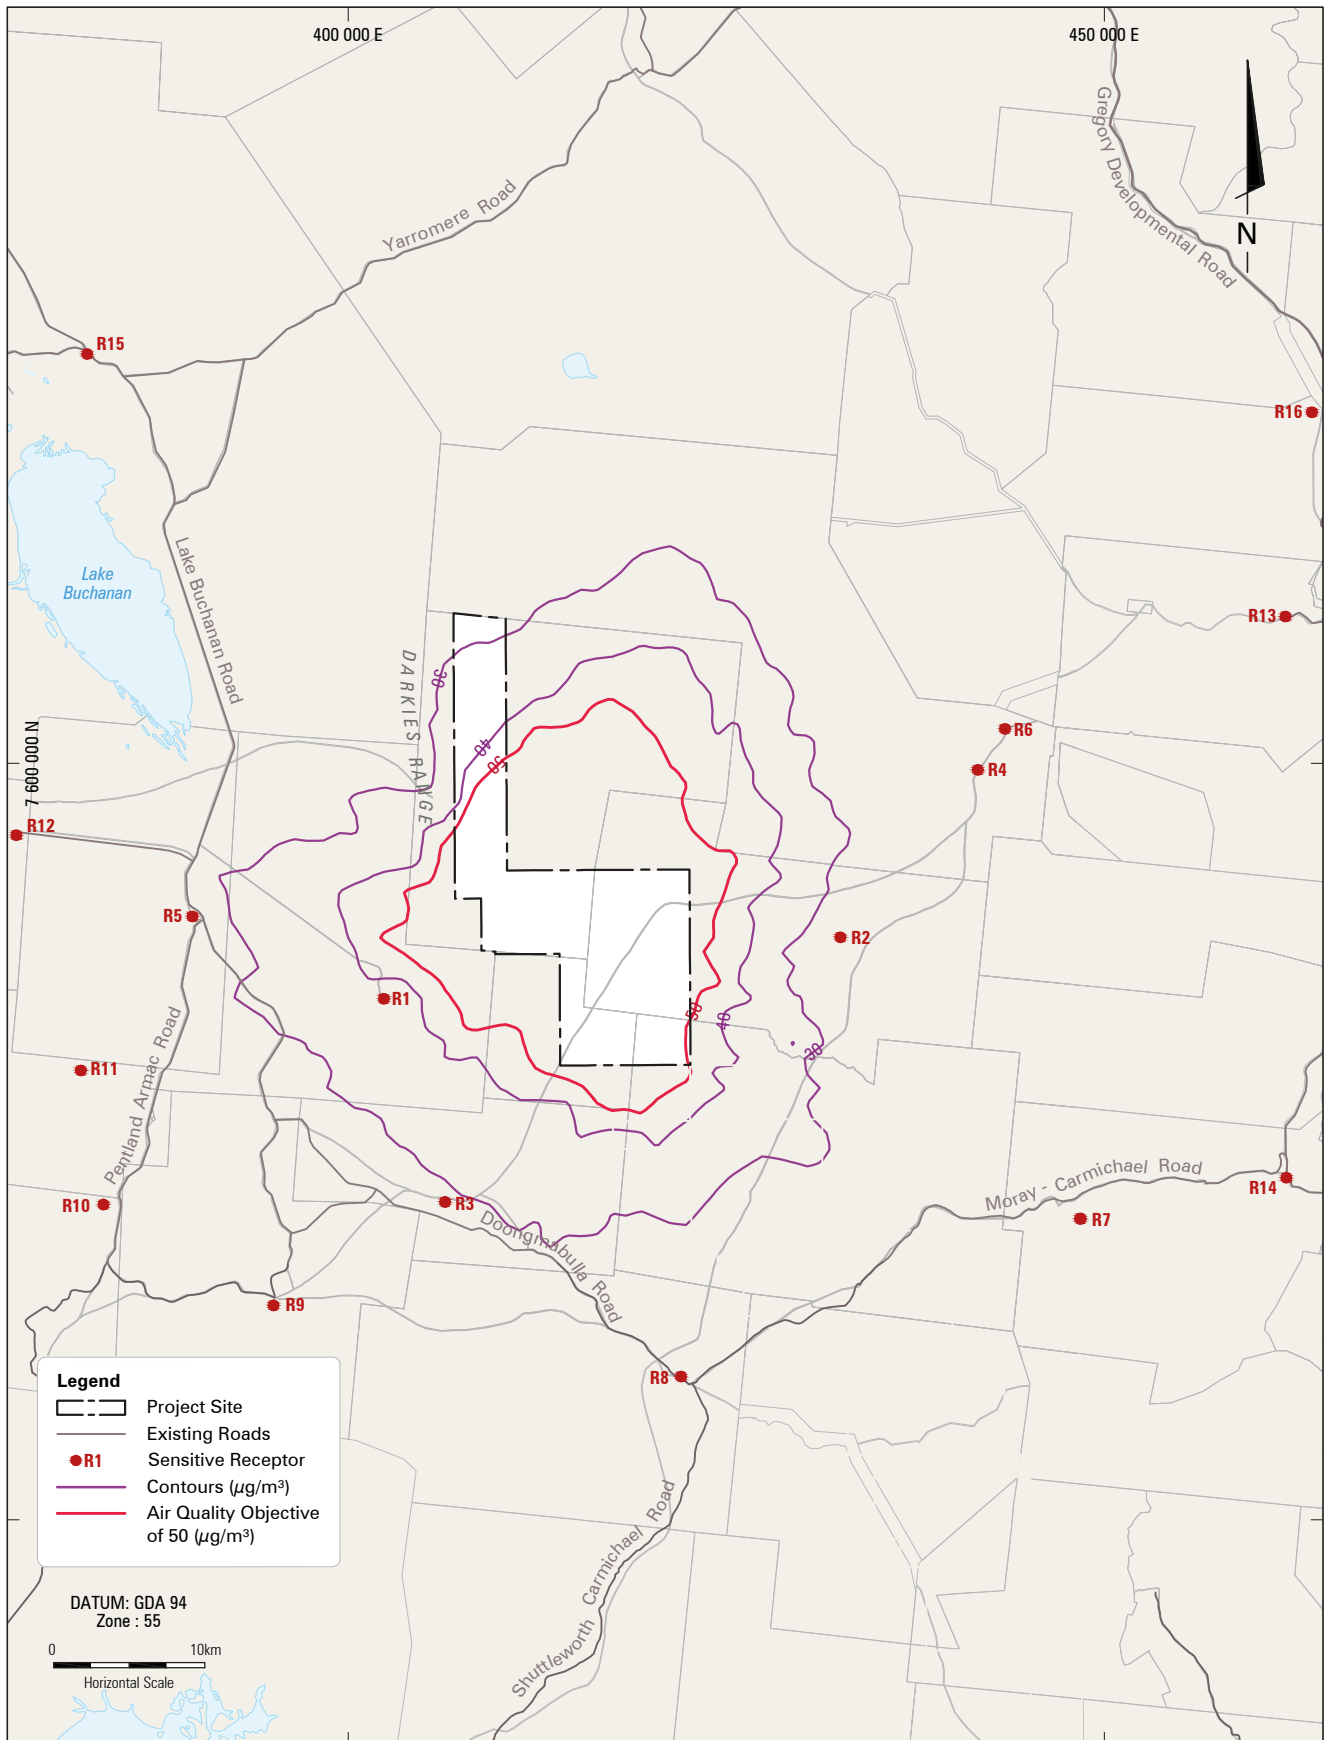 400 000 E
450 000 E
Gregory Developmental Road
N
Yarromere Road
R15
R16
Lake
Buchanan
Lake Buchanan Road
R13
DARKIES RANGE
30
40
50
7 600 000 N
R6
R4
R12
R5
R2
R1
50
40
30
R11
Pentland Armac Road
R10
R3
Doongmabulla Road
Moray - Carmichael Road
R14
R7
R9
R8
Legend
Project Site
Existing Roads
R1
Sensitive Receptor
Contours (µg/m³)
Air Quality Objective
of 50 (µg/m³)
Shuttleworth Carmichael Road
DATUM: GDA 94
Zone : 55
0
10km
Horizontal Scale